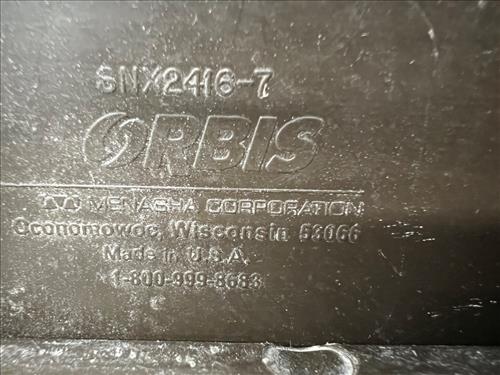 SNX2416-7
ORBIS
MENASHA CORPORATION
Oconomowoc, Wisconsin 53066
Made in U.S.A.
1-800-999-8683